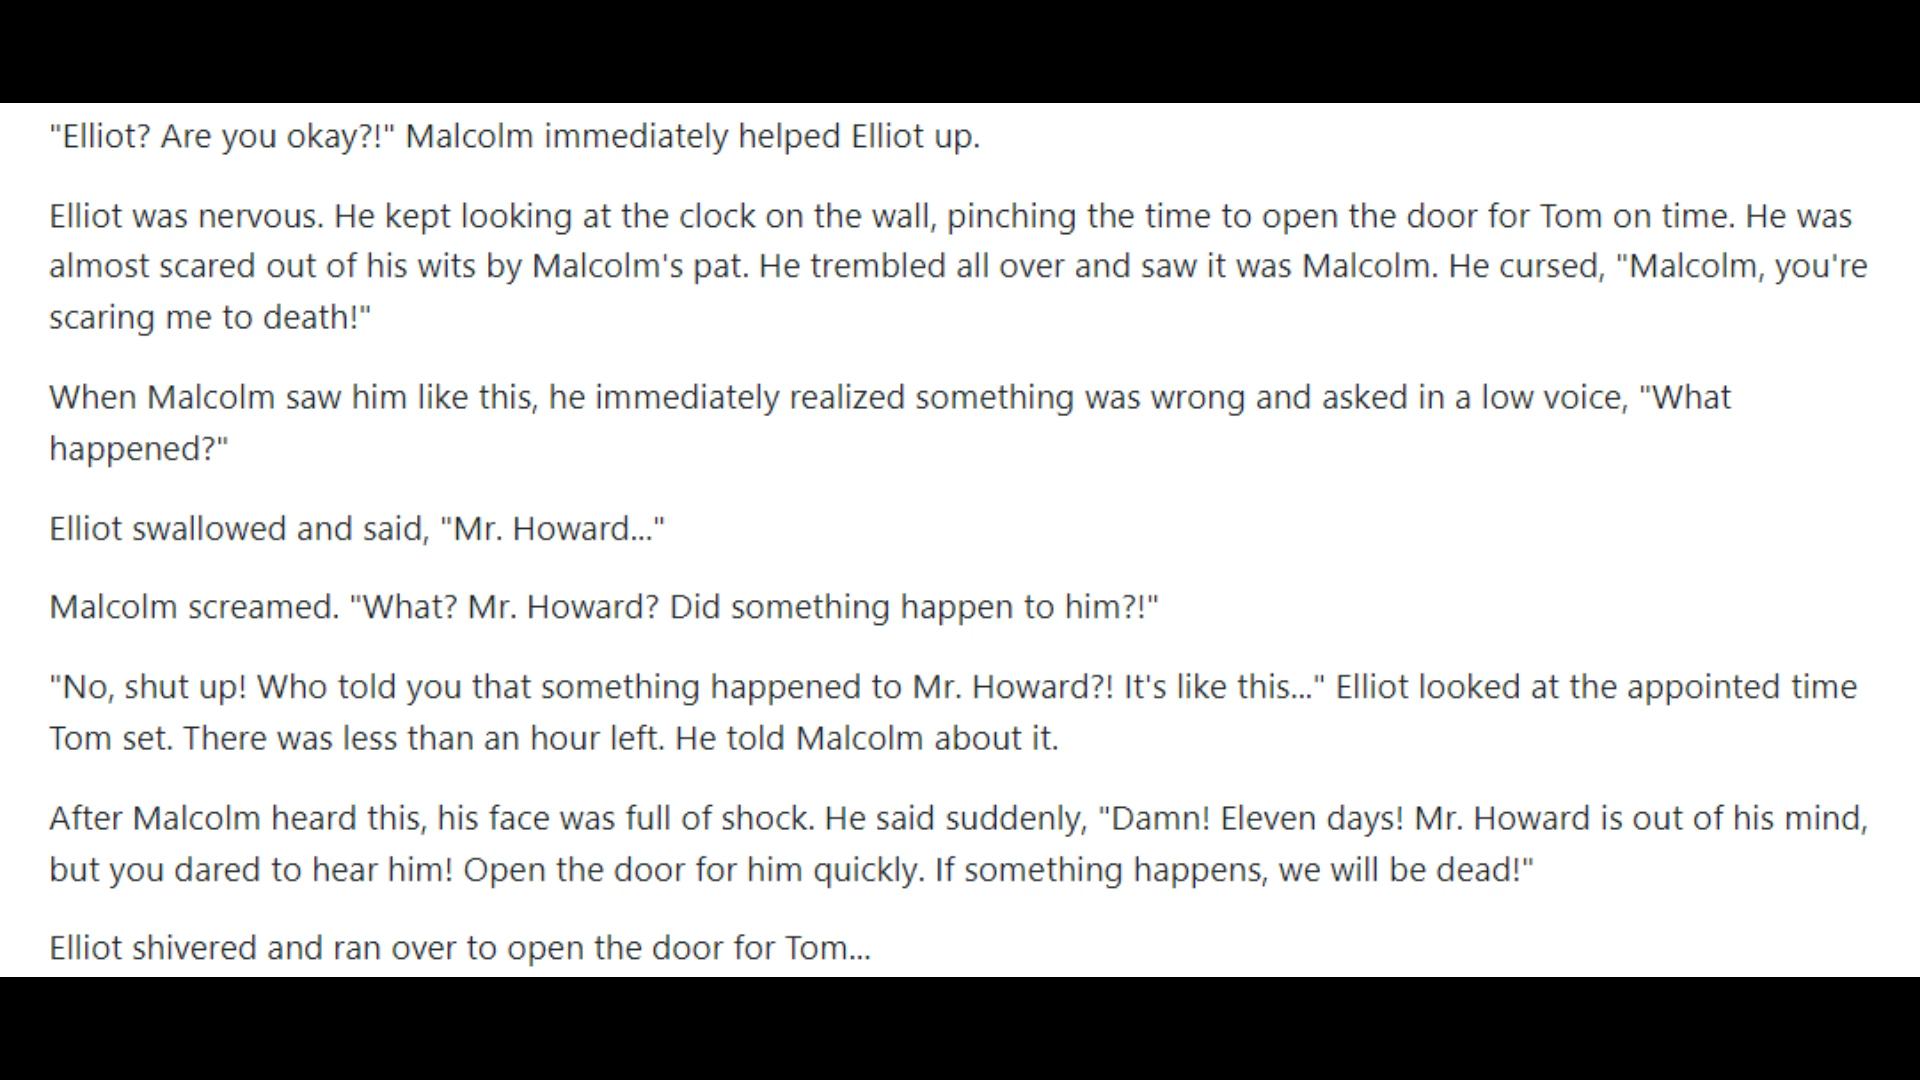 "Elliot? Are you okay?!" Malcolm immediately helped Elliot up.
Elliot was nervous. He kept looking at the clock on the wall, pinching the time to open the door for Tom on time. He was
almost scared out of his wits by Malcolm's pat. He trembled all over and saw it was Malcolm. He cursed, "Malcolm, you're
scaring me to death!"
When Malcolm saw him like this, he immediately realized something was wrong and asked in a low voice, "What
happened?"
Elliot swallowed and said, "Mr. Howard..."
Malcolm screamed. "What? Mr. Howard? Did something happen to him?!"
"No, shut up! Who told you that something happened to Mr. Howard?! It's like this..." Elliot looked at the appointed time
Tom set. There was less than an hour left. He told Malcolm about it.
After Malcolm heard this, his face was full of shock. He said suddenly, "Damn! Eleven days! Mr. Howard is out of his mind,
but you dared to hear him! Open the door for him quickly. If something happens, we will be dead!"
Elliot shivered and ran over to open the door for Tom...